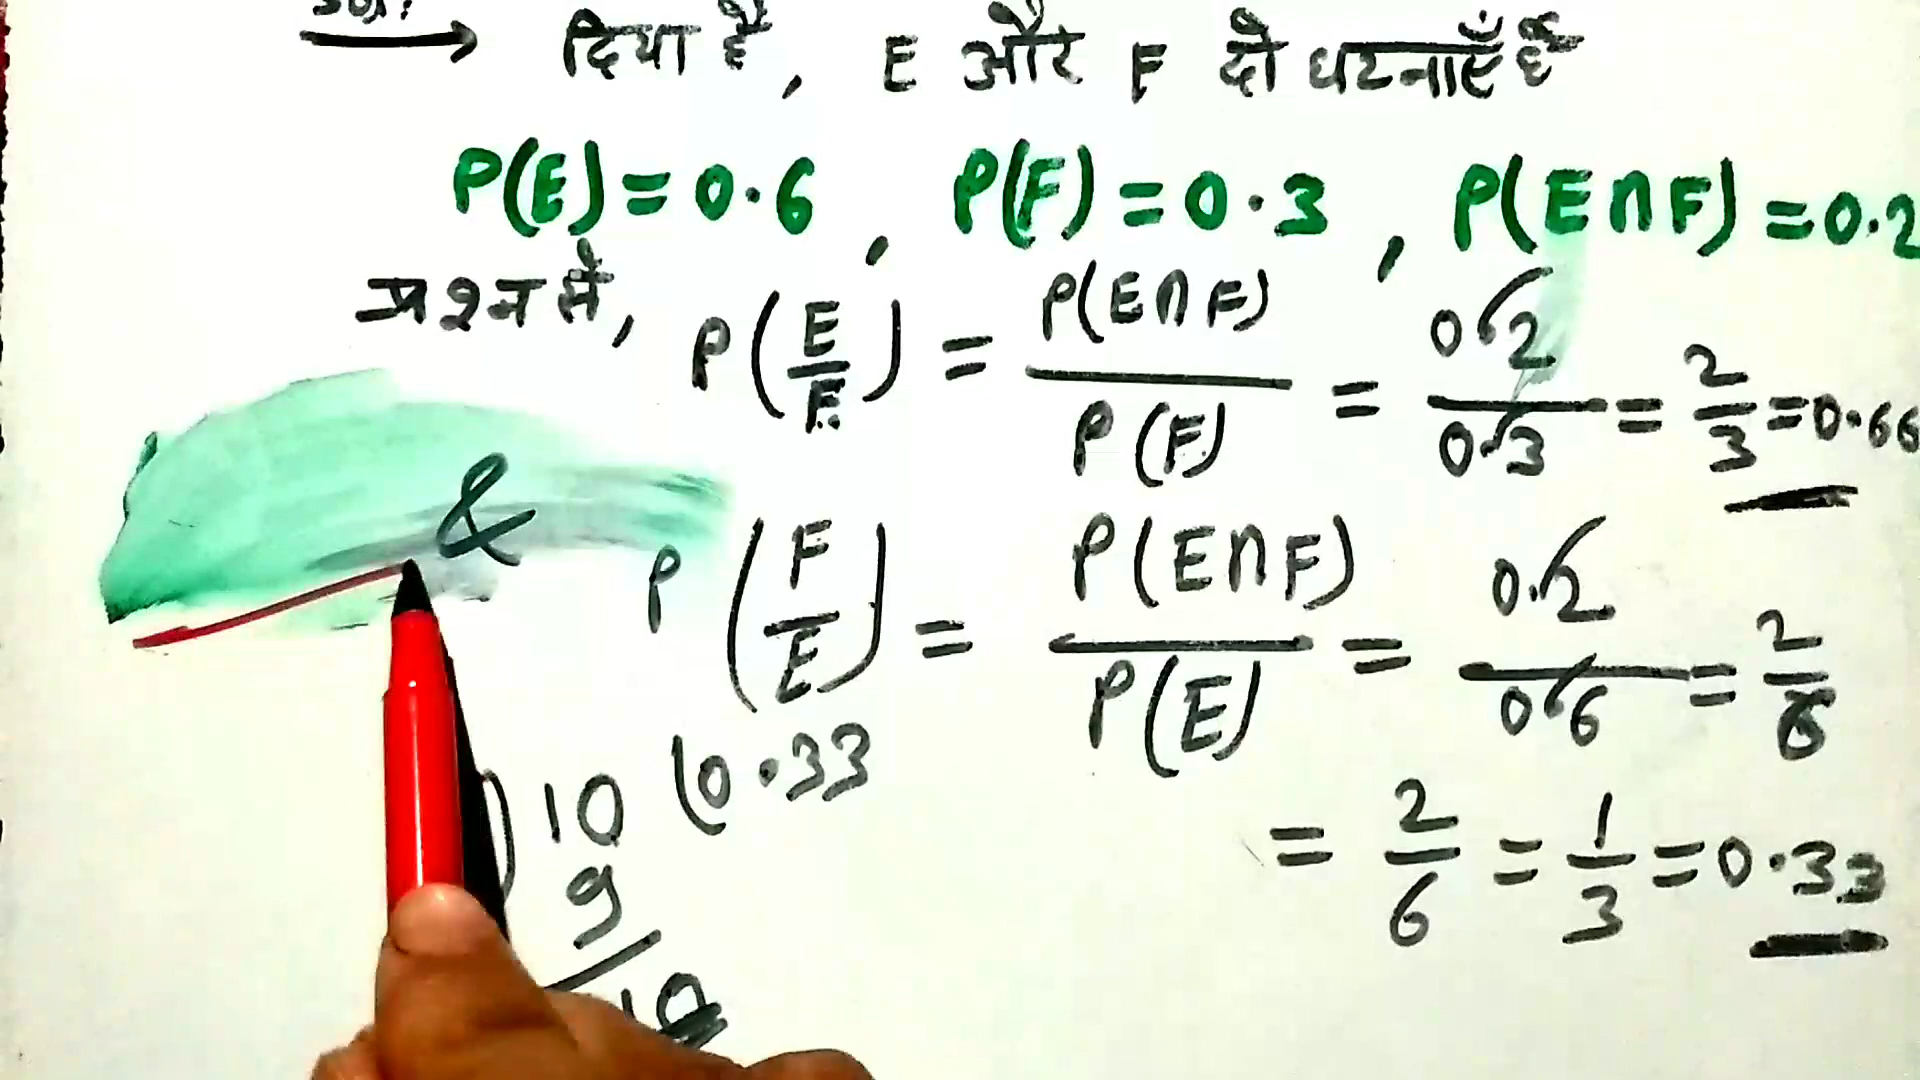 दिया है, E और F दो घटनाएँ हैं
P(E)=0.6, P(F)=0.3, P(E∩F)=0.2
प्रश्न से, P(E/F) = P(E∩F)/P(F) = 0.2/0.3 = 2/3 =0.66
& P(F/E) = P(E∩F)/P(E) = 0.2/0.6 = 2/6
= 2/6 = 1/3 =0.33
)10(0.33
9
10